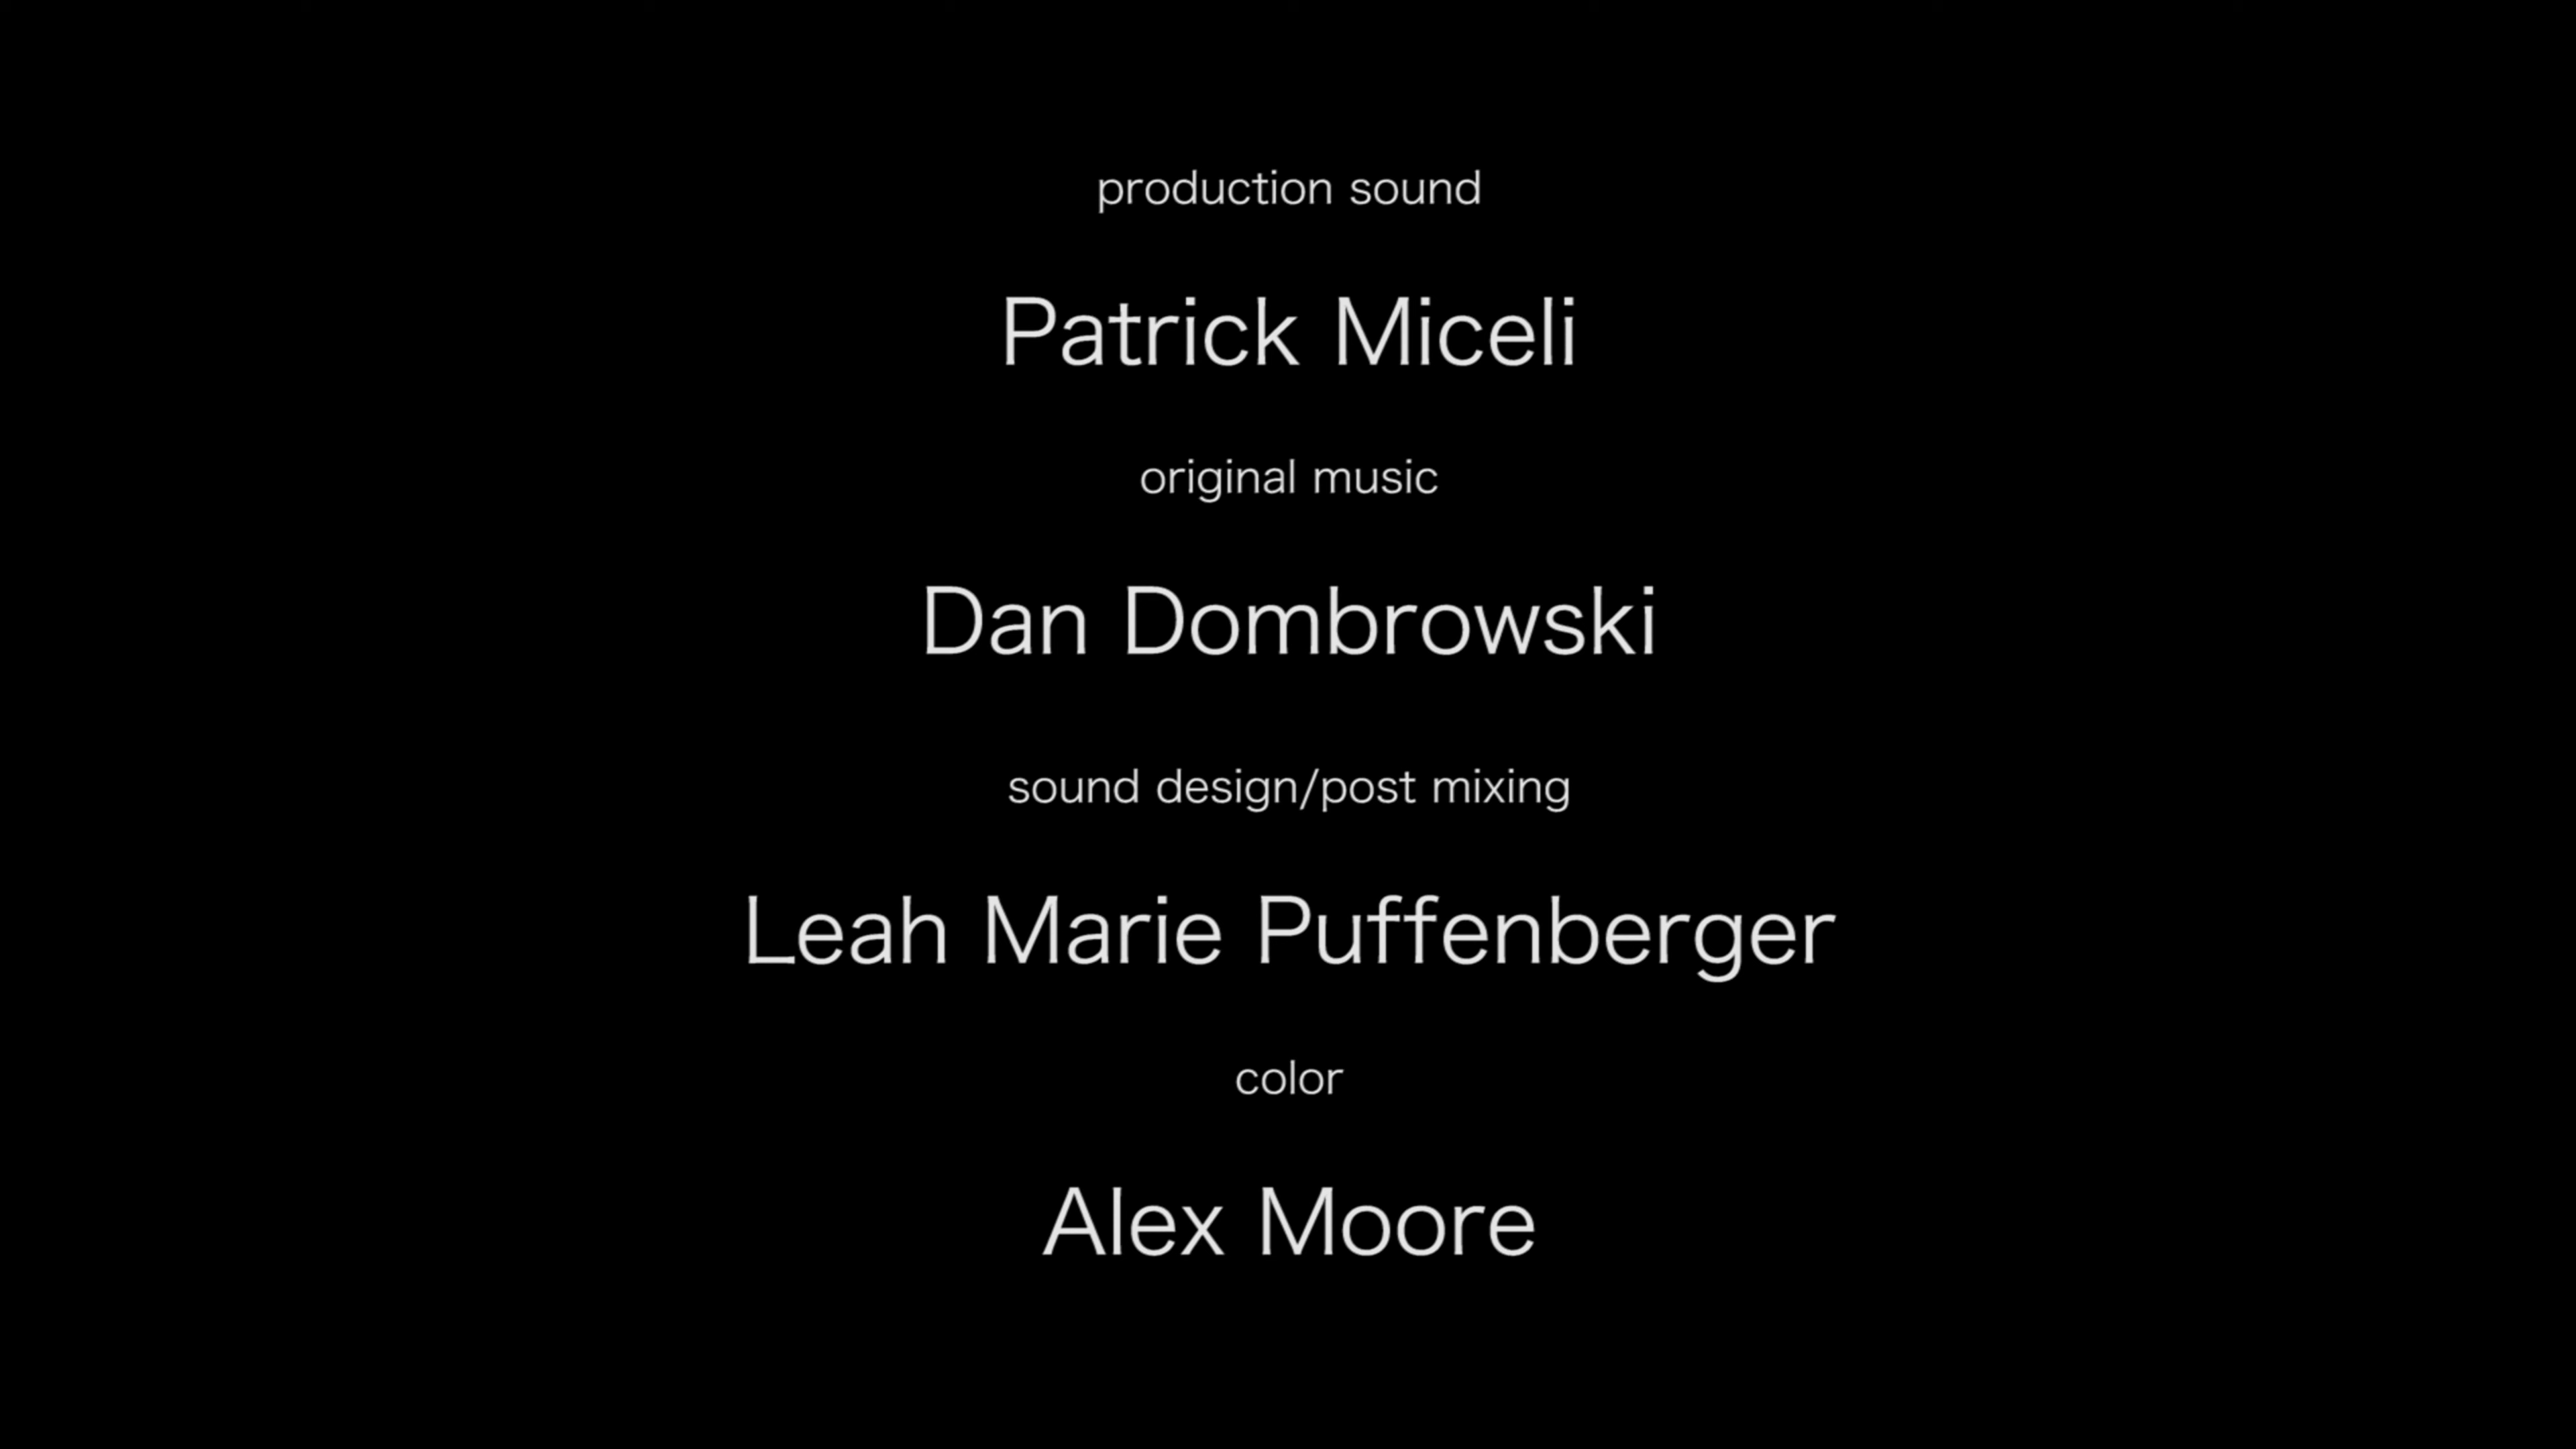 production sound
Patrick Miceli
original music
Dan Dombrowski
sound design/post mixing
Leah Marie Puffenberger
color
Alex Moore